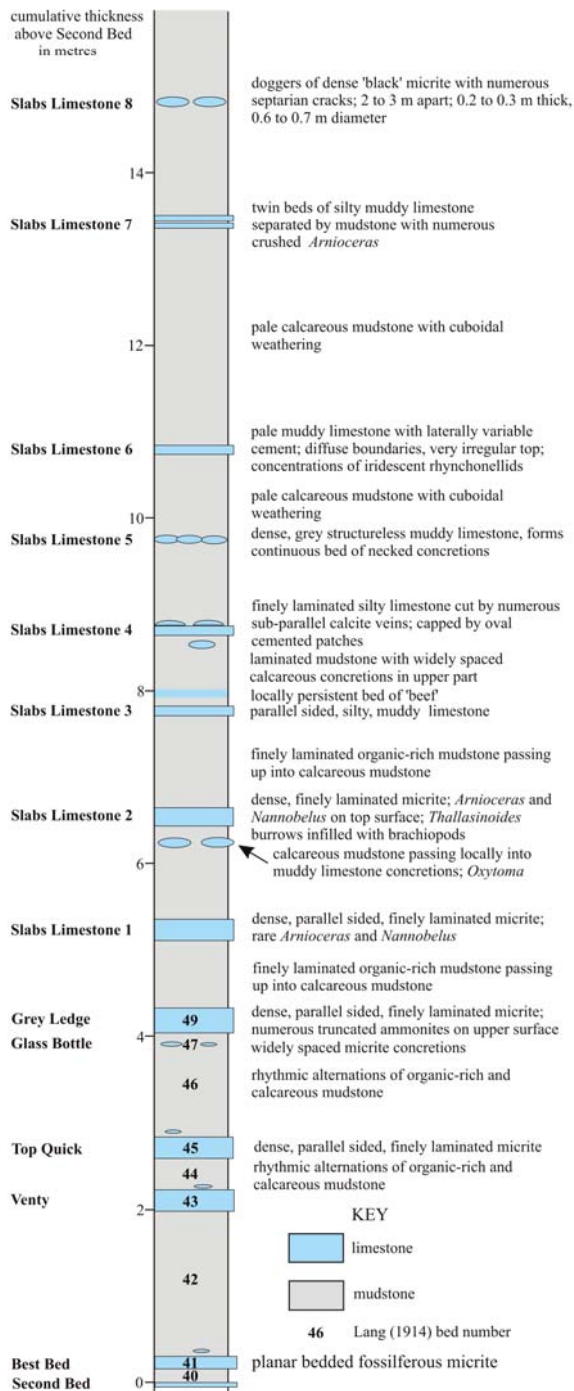 cumulative thickness
above Second Bed
in metres
Slabs Limestone 8
doggers of dense 'black' micrite with numerous
septarian cracks; 2 to 3 m apart; 0.2 to 0.3 m thick,
0.6 to 0.7 m diameter
14
Slabs Limestone 7
twin beds of silty muddy limestone
separated by mudstone with numerous
crushed Arnioceras
12
pale calcareous mudstone with cuboidal
weathering
Slabs Limestone 6
pale muddy limestone with laterally variable
cement; diffuse boundaries, very irregular top;
concentrations of iridescent rhynchonellids
10
pale calcareous mudstone with cuboidal
weathering
Slabs Limestone 5
dense, grey structureless muddy limestone, forms
continuous bed of necked concretions
Slabs Limestone 4
finely laminated silty limestone cut by numerous
sub-parallel calcite veins; capped by oval
cemented patches
laminated mudstone with widely spaced
calcareous concretions in upper part
8
locally persistent bed of 'beef'
Slabs Limestone 3
parallel sided, silty, muddy limestone
finely laminated organic-rich mudstone passing
up into calcareous mudstone
Slabs Limestone 2
dense, finely laminated micrite; Arnioceras and
Nannobelus on top surface; Thallasinoides
burrows infilled with brachiopods
6
calcareous mudstone passing locally into
muddy limestone concretions; Oxytoma
Slabs Limestone 1
dense, parallel sided, finely laminated micrite;
rare Arnioceras and Nannobelus
finely laminated organic-rich mudstone passing
up into calcareous mudstone
Grey Ledge
49
dense, parallel sided, finely laminated micrite;
numerous truncated ammonites on upper surface
4
Glass Bottle
47
widely spaced micrite concretions
46
rhythmic alternations of organic-rich and
calcareous mudstone
Top Quick
45
dense, parallel sided, finely laminated micrite
44
rhythmic alternations of organic-rich and
calcareous mudstone
Venty
2
43
KEY
limestone
mudstone
46 Lang (1914) bed number
42
Best Bed
41
planar bedded fossilferous micrite
40
Second Bed
0